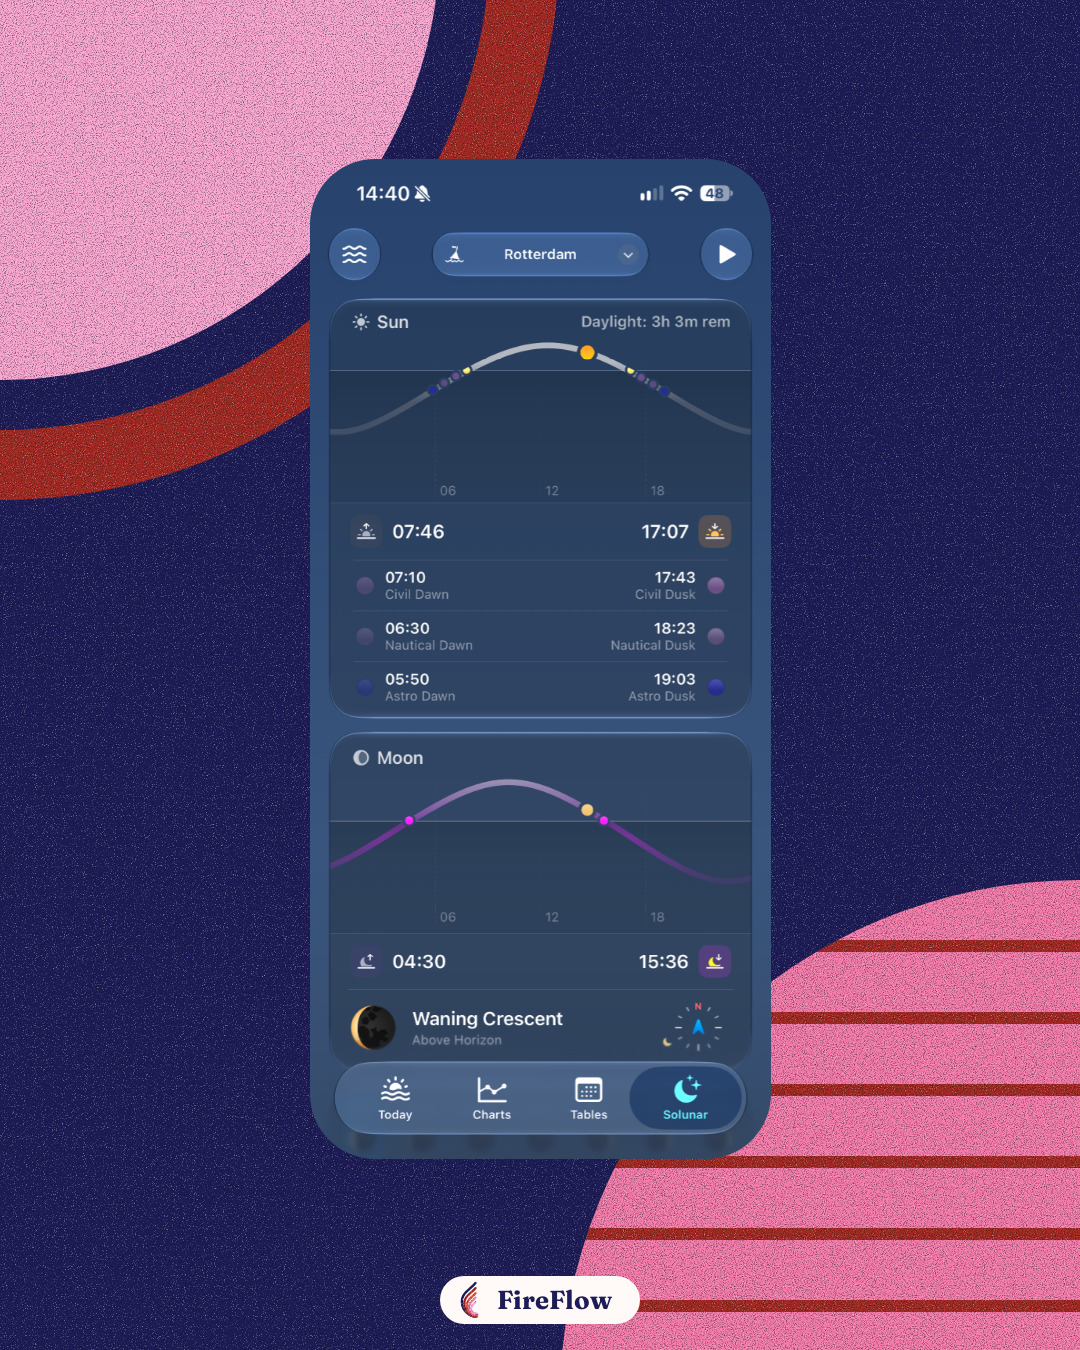 14:40
48
Rotterdam
Sun
Daylight: 3h 3m rem
06 12 18
07:46 17:07
07:10 17:43
Civil Dawn Civil Dusk
06:30 18:23
Nautical Dawn Nautical Dusk
05:50 19:03
Astro Dawn Astro Dusk
Moon
06 12 18
04:30 15:36
N
Waning Crescent
Above Horizon
Today Charts Tables Solunar
FireFlow